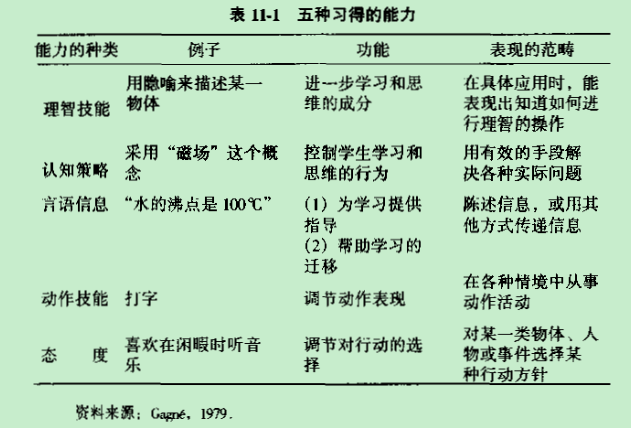 表 11-1 五种习得的能力
能力的种类 例子 功能 表现的范畴
理智技能 用隐喻来描述某一物体 进一步学习和思维的成分 在具体应用时，能表现出知道如何进行理智的操作
认知策略 采用“磁场”这个概念 控制学生学习和思维的行为 用有效的手段解决各种实际问题
言语信息 “水的沸点是100℃” (1) 为学习提供指导 (2) 帮助学习的迁移 陈述信息，或用其他方式传递信息
动作技能 打字 调节动作表现 在各种情境中从事动作活动
态 度 喜欢在闲暇时听音乐 调节对行动的选择 对某一类物体、人物或事件选择某种行动方针
资料来源：Gagné，1979．